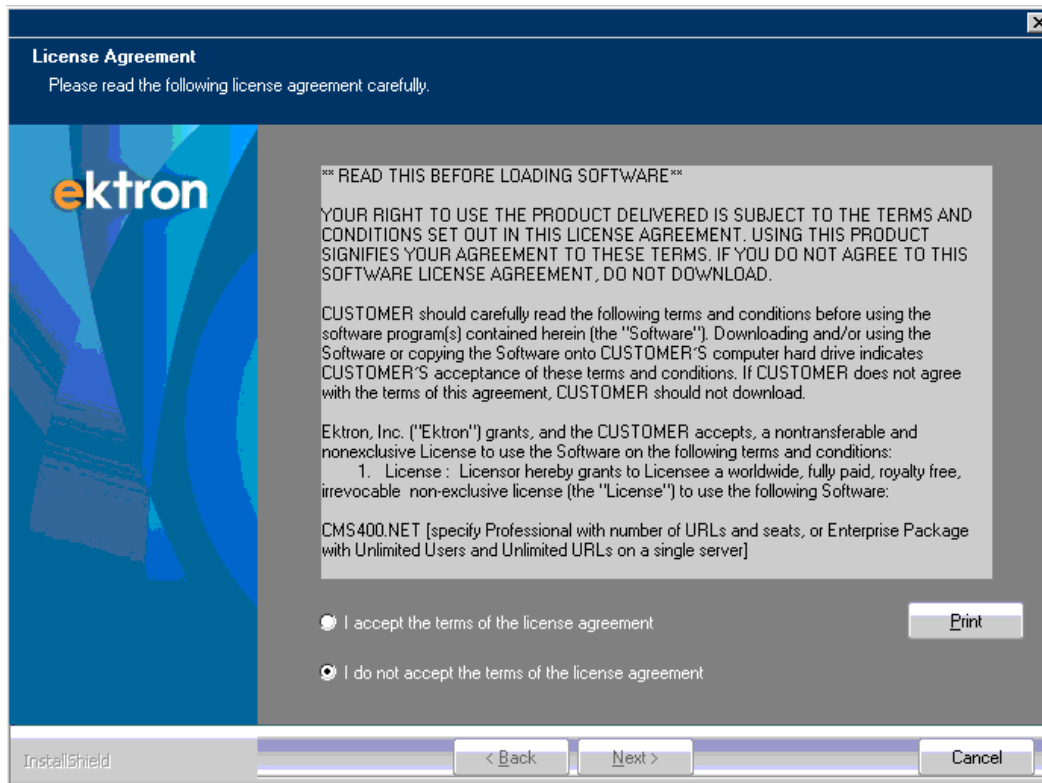 License Agreement
Please read the following license agreement carefully.
ektron
** READ THIS BEFORE LOADING SOFTWARE**
YOUR RIGHT TO USE THE PRODUCT DELIVERED IS SUBJECT TO THE TERMS AND
CONDITIONS SET OUT IN THIS LICENSE AGREEMENT. USING THIS PRODUCT
SIGNIFIES YOUR AGREEMENT TO THESE TERMS. IF YOU DO NOT AGREE TO THIS
SOFTWARE LICENSE AGREEMENT, DO NOT DOWNLOAD.
CUSTOMER should carefully read the following terms and conditions before using the
software program(s) contained herein (the "Software"). Downloading and/or using the
Software or copying the Software onto CUSTOMER'S computer hard drive indicates
CUSTOMER'S acceptance of these terms and conditions. If CUSTOMER does not agree
with the terms of this agreement, CUSTOMER should not download.
Ektron, Inc. ("Ektron") grants, and the CUSTOMER accepts, a nontransferable and
nonexclusive License to use the Software on the following terms and conditions:
1. License : Licensor hereby grants to Licensee a worldwide, fully paid, royalty free,
irrevocable non-exclusive license (the "License") to use the following Software:
CMS400.NET [specify Professional with number of URLs and seats, or Enterprise Package
with Unlimited Users and Unlimited URLs on a single server]
I accept the terms of the license agreement
Print
I do not accept the terms of the license agreement
InstallShield
< Back
Next >
Cancel